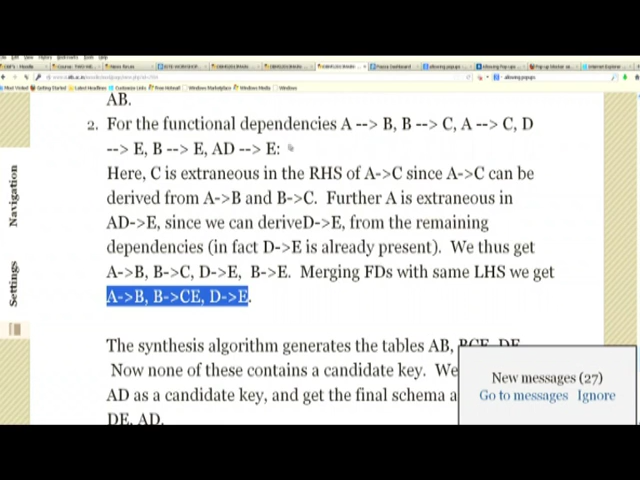 AB.
2. For the functional dependencies A --> B, B --> C, A --> C, D
--> E, B --> E, AD --> E:
Here, C is extraneous in the RHS of A->C since A->C can be
derived from A->B and B->C. Further A is extraneous in
AD->E, since we can deriveD->E, from the remaining
dependencies (in fact D->E is already present). We thus get
A->B, B->C, D->E, B->E. Merging FDs with same LHS we get
A->B, B->CE, D->E.
The synthesis algorithm generates the tables AB, BCE, DE
Now none of these contains a candidate key. We
AD as a candidate key, and get the final schema a
DE, AD.
Navigation
Settings
New messages (27)
Go to messages Ignore